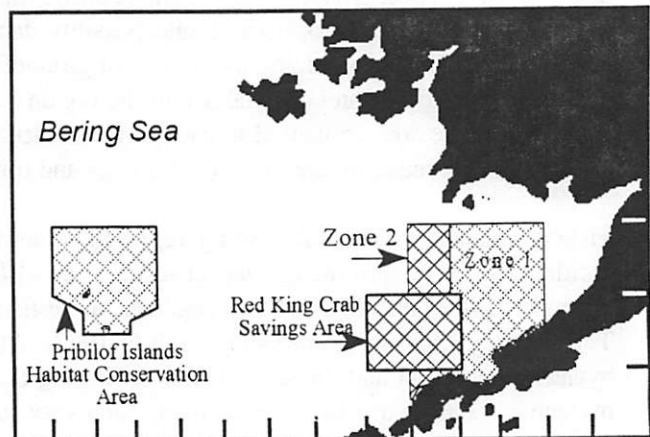 Bering Sea
Zone 2
Zone 1
Red King Crab
Savings Area
Pribilof Islands
Habitat Conservation
Area